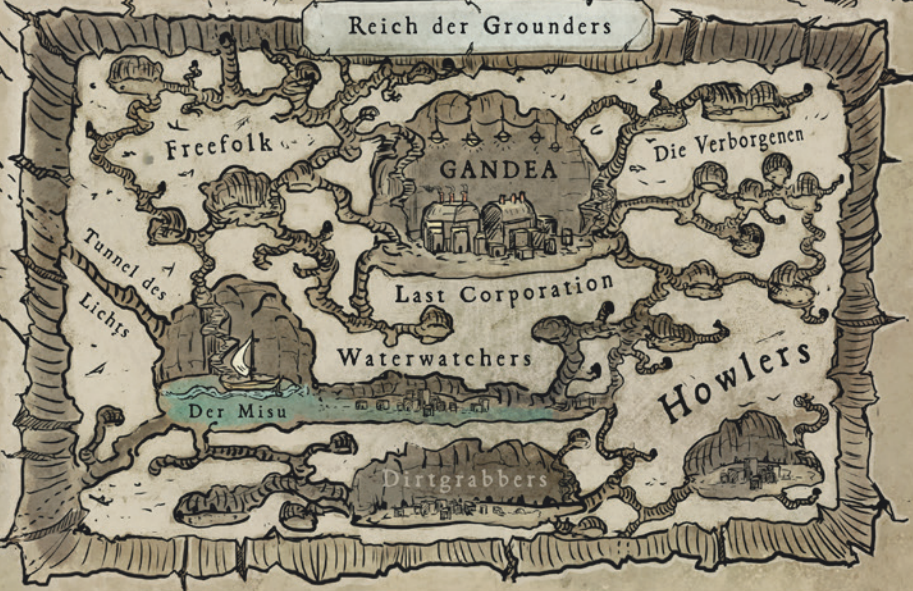 Reich der Grounders
Freefolk
GANDEA
Die Verborgenen
Tunnel des
Lichts
Last Corporation
Waterwatchers
Howlers
Der Misu
Dirtgrabbers